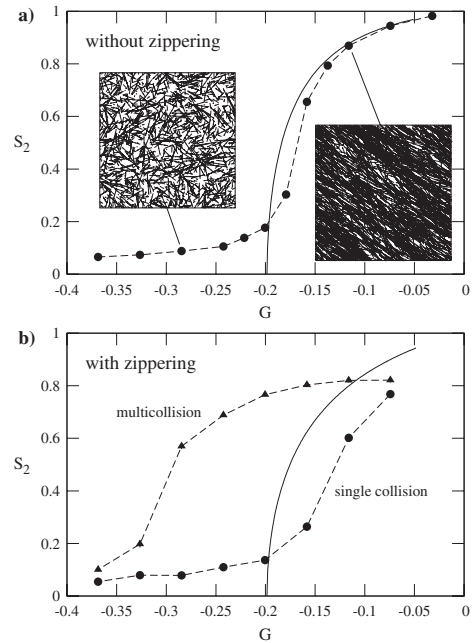 a)
without zippering
1
0.8
0.6
S2
0.4
0.2
0
-0.4 -0.35 -0.3 -0.25 -0.2 -0.15 -0.1 -0.05 0
G
b)
with zippering
1
0.8
multicollision
0.6
S2
0.4
single collision
0.2
0
-0.4 -0.35 -0.3 -0.25 -0.2 -0.15 -0.1 -0.05 0
G